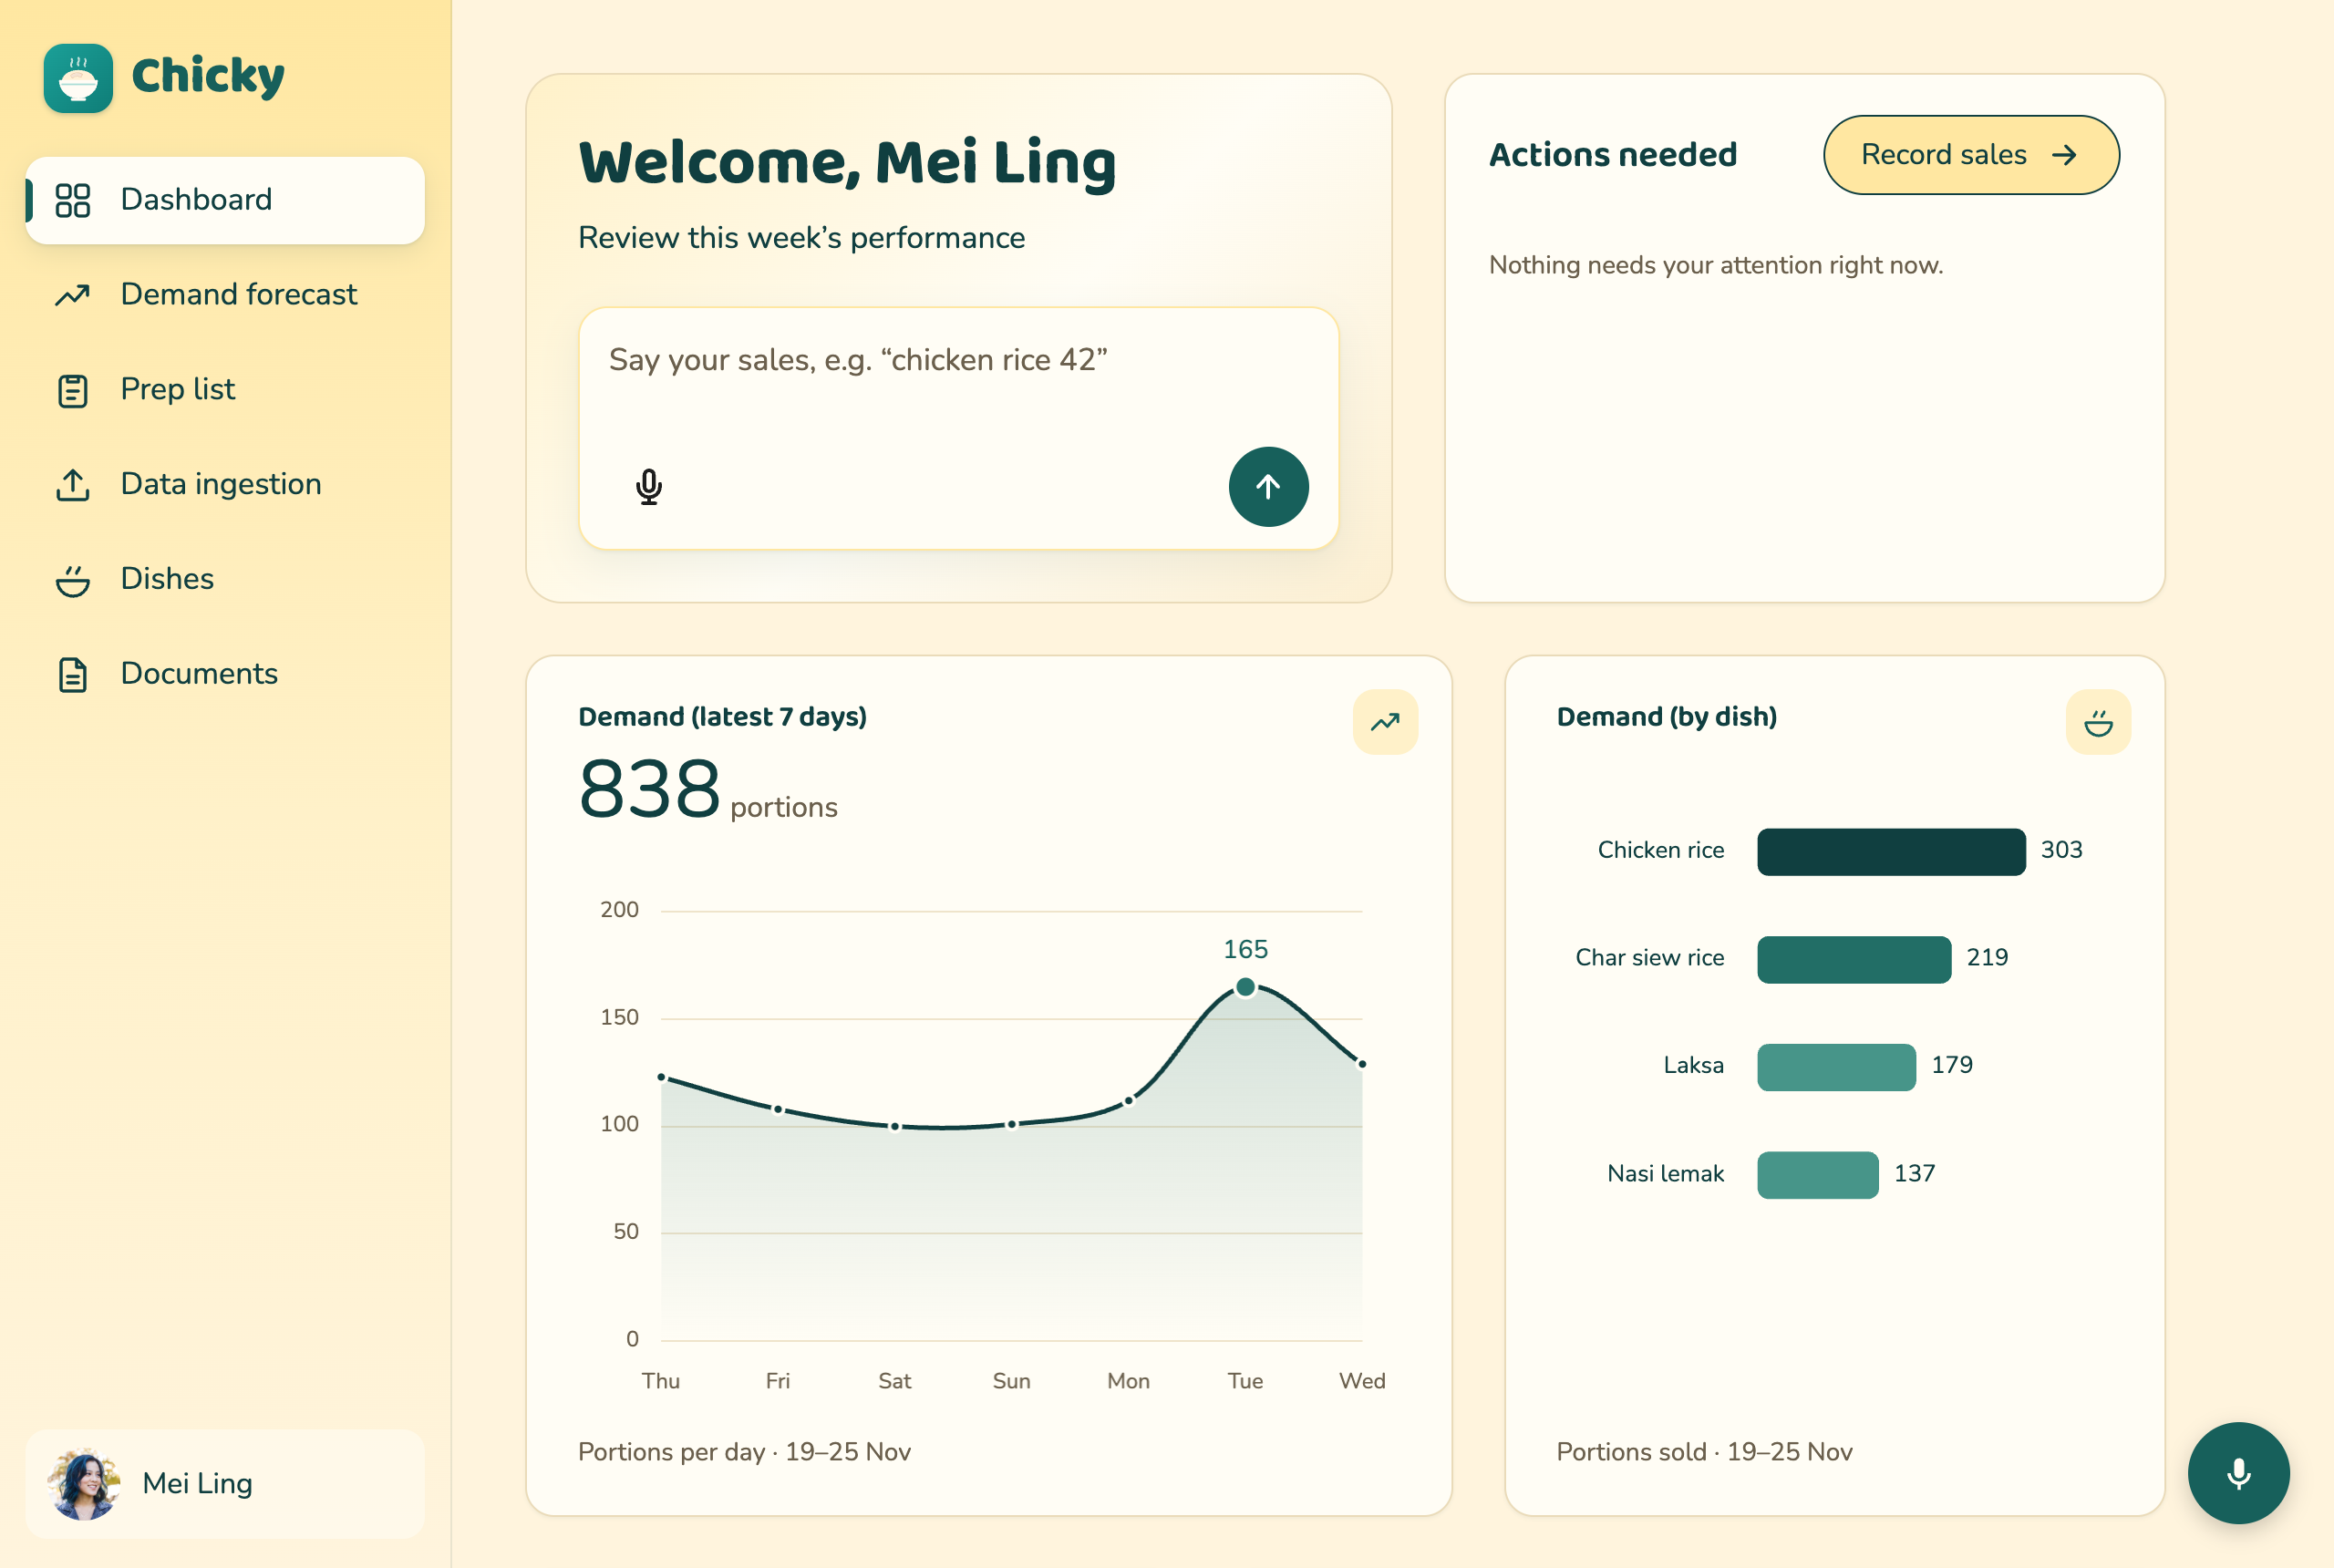 Chicky
Dashboard
Demand forecast
Prep list
Data ingestion
Dishes
Documents
Mei Ling
Welcome, Mei Ling
Review this week’s performance
Say your sales, e.g. “chicken rice 42”
Actions needed
Record sales
Nothing needs your attention right now.
Demand (latest 7 days)
838 portions
200
165
150
100
50
0
Thu Fri Sat Sun Mon Tue Wed
Portions per day · 19–25 Nov
Demand (by dish)
Chicken rice 303
Char siew rice 219
Laksa 179
Nasi lemak 137
Portions sold · 19–25 Nov